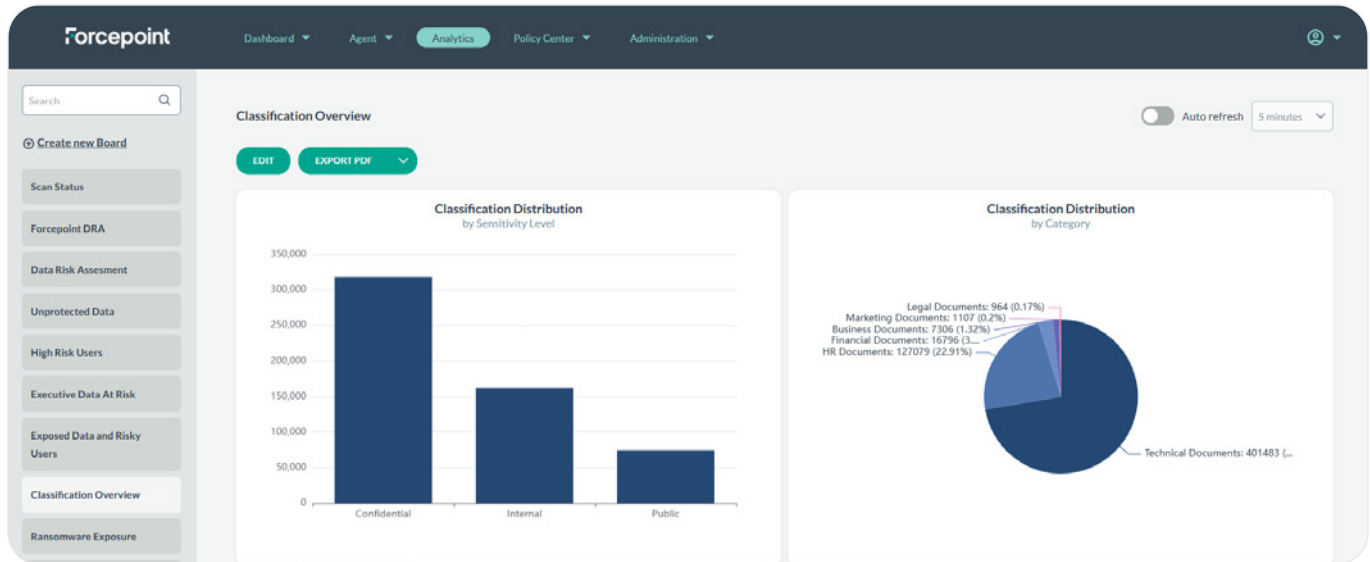 Forcepoint
Dashboard
Agent
Analytics
Policy Center
Administration
Search
Create new Board
Scan Status
Forcepoint DRA
Data Risk Assesment
Unprotected Data
High Risk Users
Executive Data At Risk
Exposed Data and Risky
Users
Classification Overview
Ransomware Exposure
Classification Overview
Auto refresh
5 minutes
EDIT
EXPORT PDF
Classification Distribution
by Sensitivity Level
350,000
300,000
250,000
200,000
150,000
100,000
50,000
0
Confidential
Internal
Public
Classification Distribution
by Category
Legal Documents: 964 (0.17%)
Marketing Documents: 1107 (0.2%)
Business Documents: 7306 (1.32%)
Financial Documents: 16796 (3....
HR Documents: 127079 (22.91%)
Technical Documents: 401483 (...